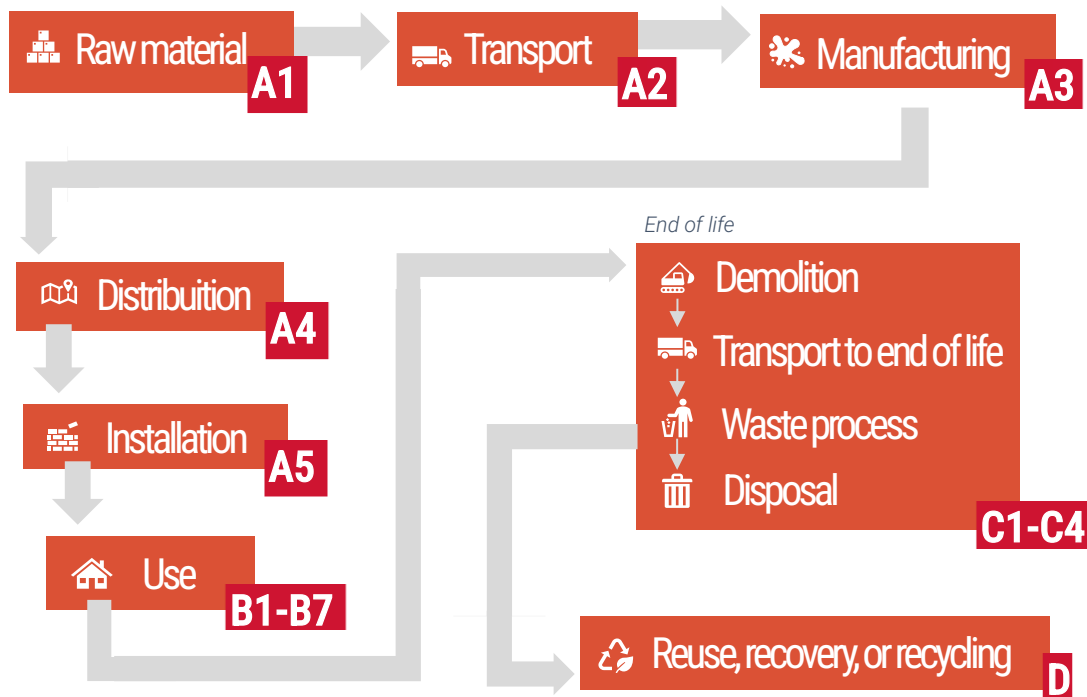 Raw material
A1
Transport
A2
Manufacturing
A3
Distribuition
A4
Installation
A5
Use
B1-B7
End of life
Demolition
Transport to end of life
Waste process
Disposal
C1-C4
Reuse, recovery, or recycling
D